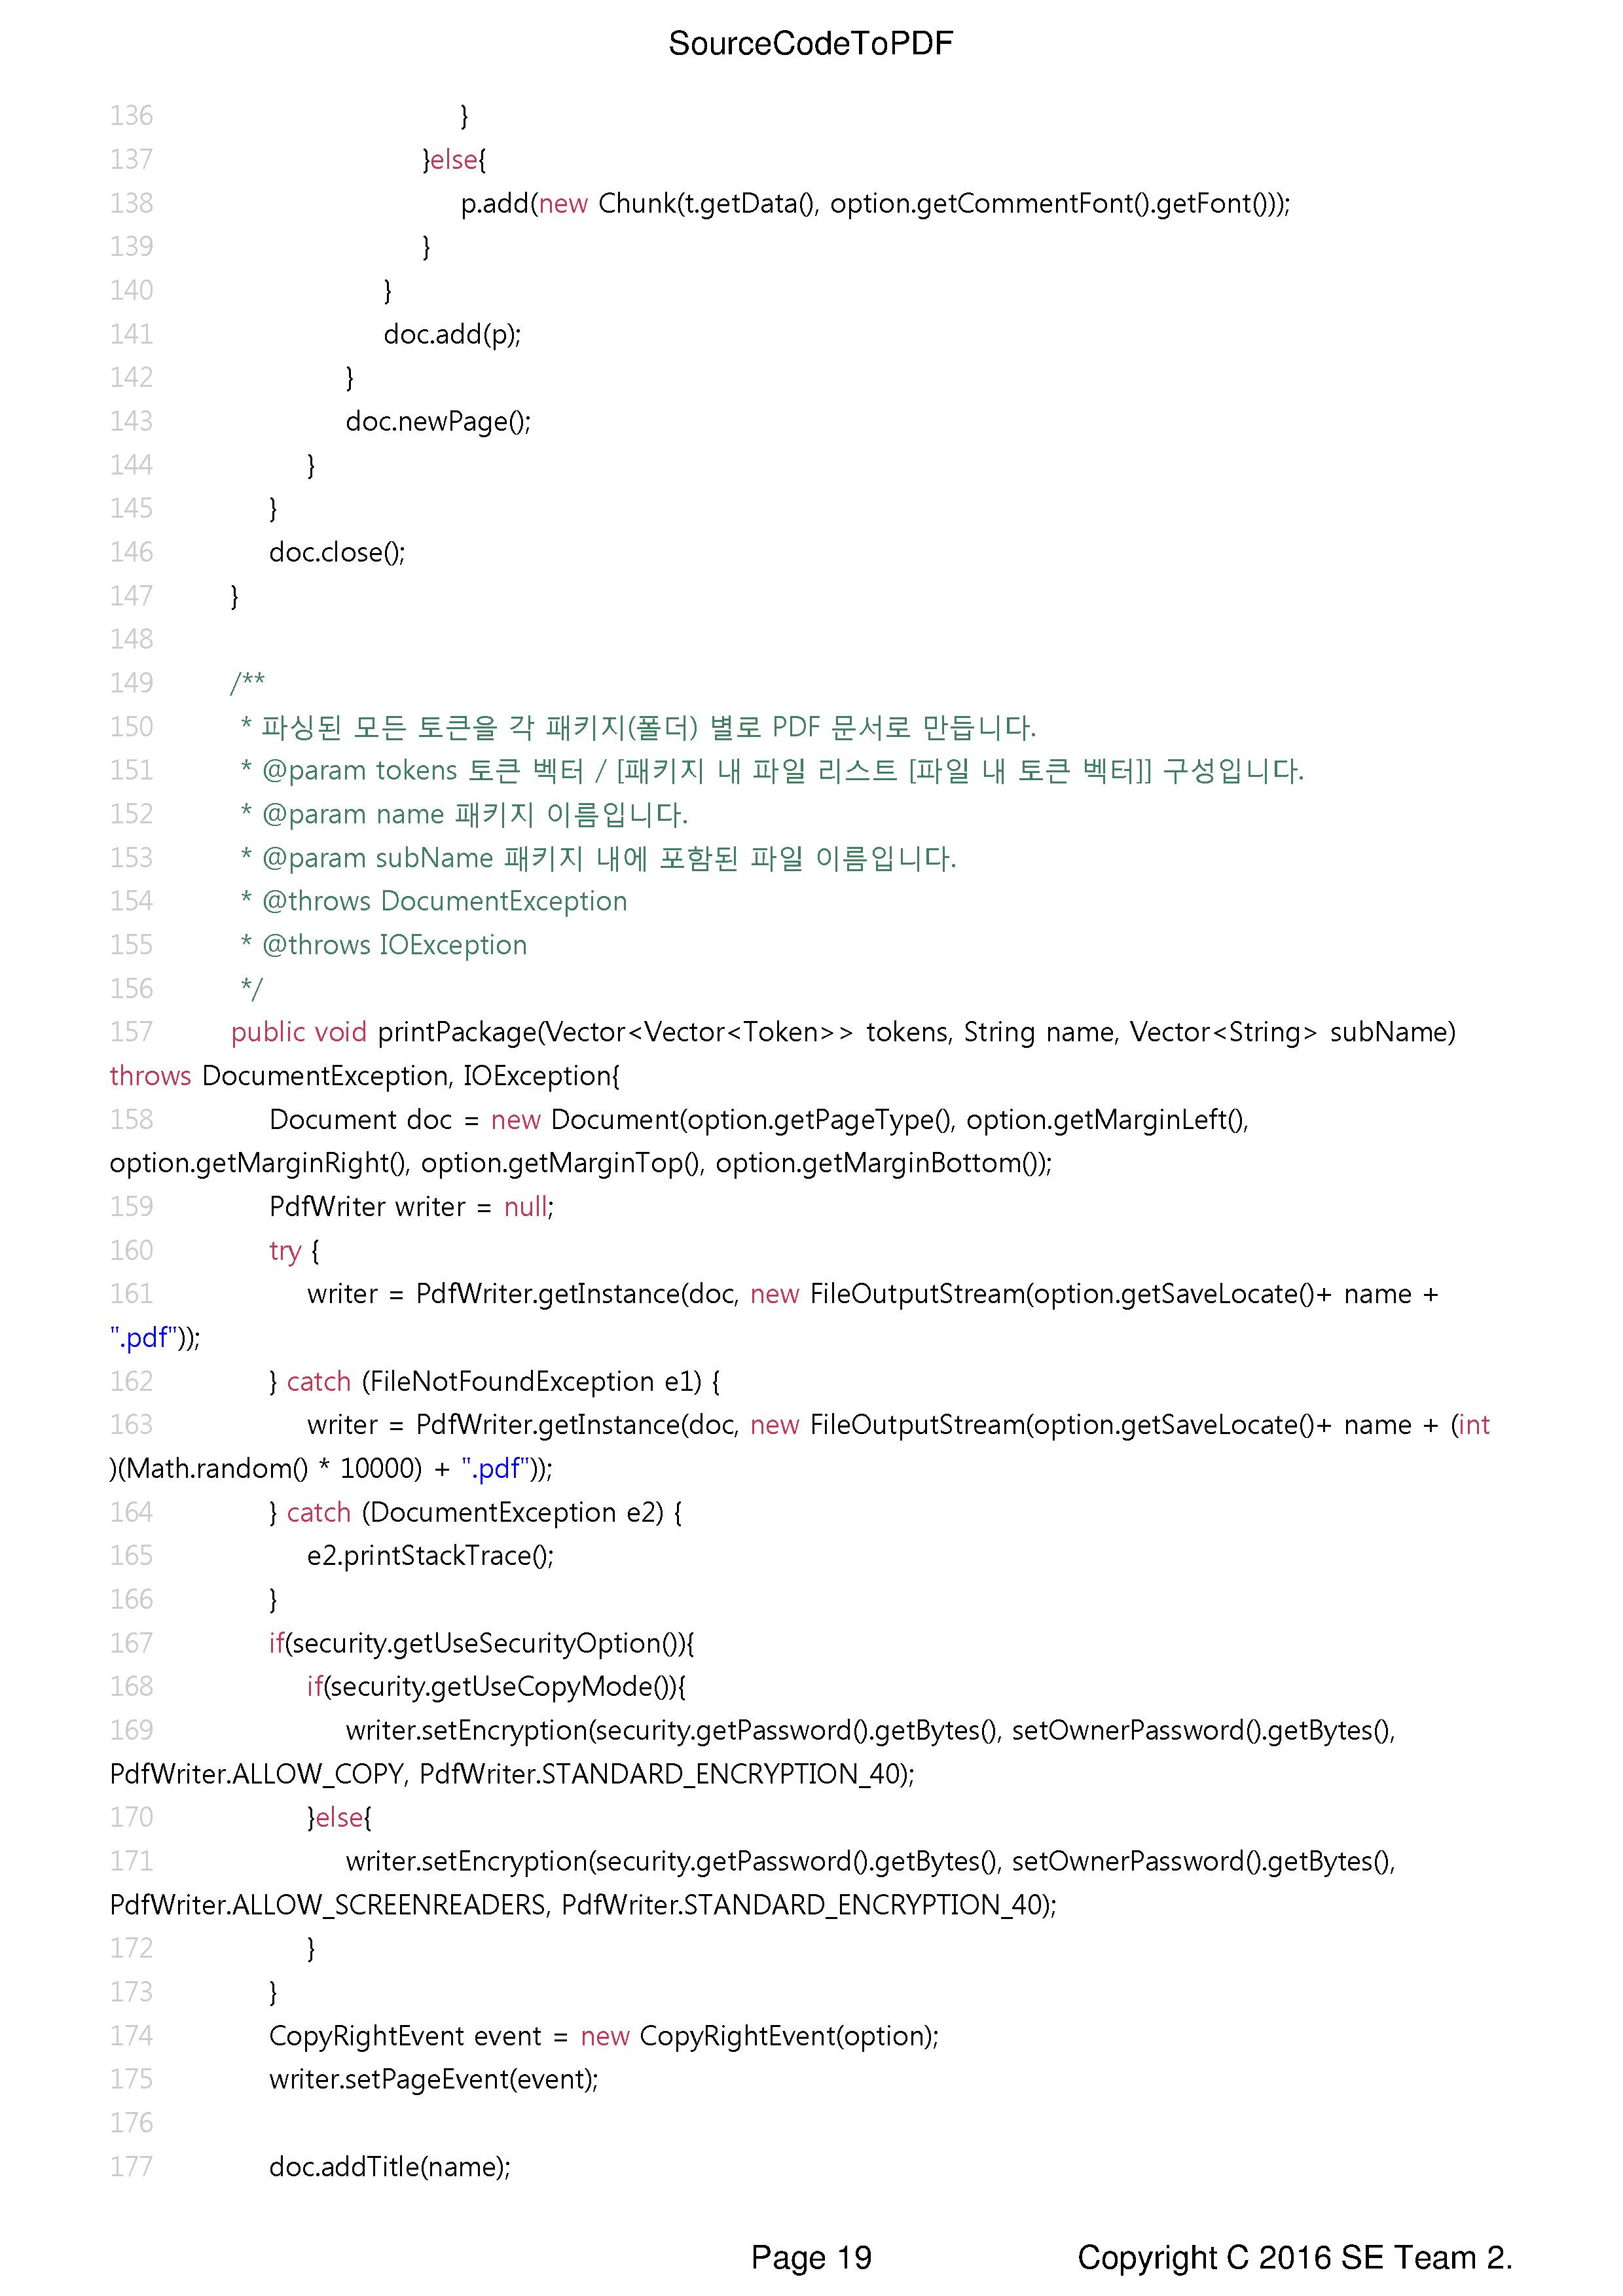 SourceCodeToPDF
136 }
137 }else{
138 p.add(new Chunk(t.getData(), option.getCommentFont().getFont()));
139 }
140 }
141 doc.add(p);
142 }
143 doc.newPage();
144 }
145 }
146 doc.close();
147 }
148
149 /**
150 * 파싱된 모든 토큰을 각 패키지(폴더) 별로 PDF 문서로 만듭니다.
151 * @param tokens 토큰 벡터 / [패키지 내 파일 리스트 [파일 내 토큰 벡터]] 구성입니다.
152 * @param name 패키지 이름입니다.
153 * @param subName 패키지 내에 포함된 파일 이름입니다.
154 * @throws DocumentException
155 * @throws IOException
156 */
157 public void printPackage(Vector<Vector<Token>> tokens, String name, Vector<String> subName)
throws DocumentException, IOException{
158 Document doc = new Document(option.getPageType(), option.getMarginLeft(),
option.getMarginRight(), option.getMarginTop(), option.getMarginBottom());
159 PdfWriter writer = null;
160 try {
161 writer = PdfWriter.getInstance(doc, new FileOutputStream(option.getSaveLocate()+ name +
".pdf"));
162 } catch (FileNotFoundException e1) {
163 writer = PdfWriter.getInstance(doc, new FileOutputStream(option.getSaveLocate()+ name + (int
)(Math.random() * 10000) + ".pdf"));
164 } catch (DocumentException e2) {
165 e2.printStackTrace();
166 }
167 if(security.getUseSecurityOption()){
168 if(security.getUseCopyMode()){
169 writer.setEncryption(security.getPassword().getBytes(), setOwnerPassword().getBytes(),
PdfWriter.ALLOW_COPY, PdfWriter.STANDARD_ENCRYPTION_40);
170 }else{
171 writer.setEncryption(security.getPassword().getBytes(), setOwnerPassword().getBytes(),
PdfWriter.ALLOW_SCREENREADERS, PdfWriter.STANDARD_ENCRYPTION_40);
172 }
173 }
174 CopyRightEvent event = new CopyRightEvent(option);
175 writer.setPageEvent(event);
176
177 doc.addTitle(name);
Page 19 Copyright C 2016 SE Team 2.